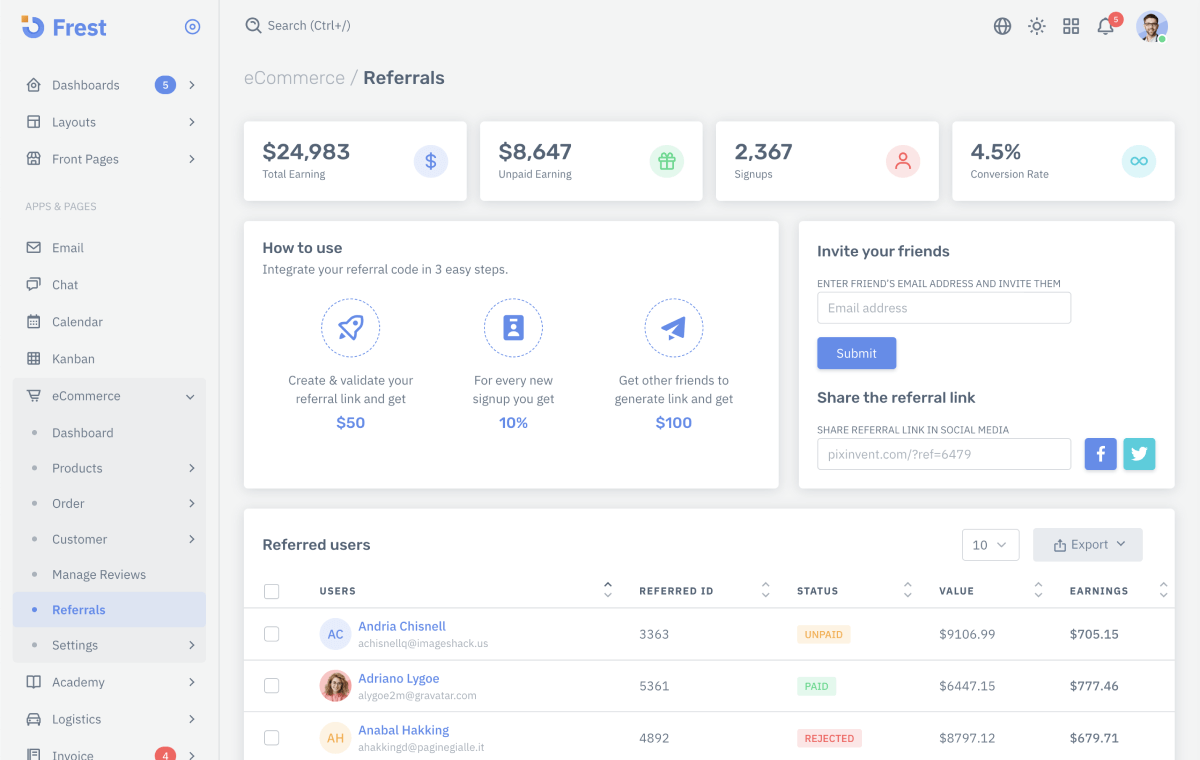 Frest
Search (Ctrl+/)
5
Dashboards 5
Layouts
Front Pages
APPS & PAGES
Email
Chat
Calendar
Kanban
eCommerce
Dashboard
Products
Order
Customer
Manage Reviews
Referrals
Settings
Academy
Logistics
Invoice 4
eCommerce / Referrals
$24,983
Total Earning
$
$8,647
Unpaid Earning
2,367
Signups
4.5%
Conversion Rate
How to use
Integrate your referral code in 3 easy steps.
Create & validate your
referral link and get
$50
For every new
signup you get
10%
Get other friends to
generate link and get
$100
Invite your friends
ENTER FRIEND'S EMAIL ADDRESS AND INVITE THEM
Email address
Submit
Share the referral link
SHARE REFERRAL LINK IN SOCIAL MEDIA
pixinvent.com/?ref=6479
Referred users
10
Export
USERS REFERRED ID STATUS VALUE EARNINGS
AC Andria Chisnell 3363 UNPAID $9106.99 $705.15
achisnellq@imageshack.us
Adriano Lygoe 5361 PAID $6447.15 $777.46
alygoe2m@gravatar.com
AH Anabal Hakking 4892 REJECTED $8797.12 $679.71
ahakkingd@paginegialle.it